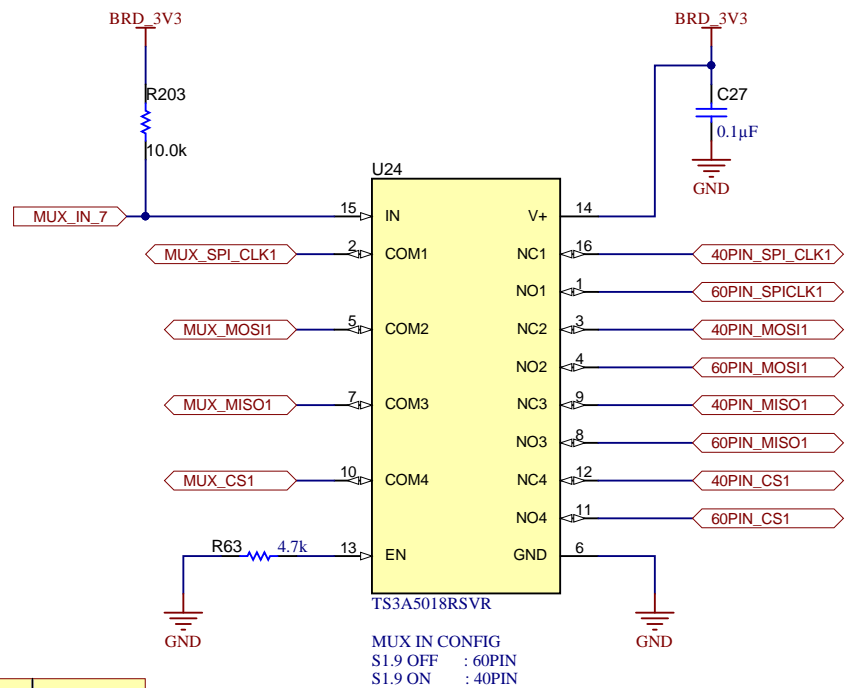 BRD_3V3
BRD_3V3
R203
10.0k
C27
0.1µF
GND
U24
MUX_IN_7
15
IN
V+
14
MUX_SPI_CLK1
2
COM1
NC1
16
40PIN_SPI_CLK1
NO1
1
60PIN_SPICLK1
MUX_MOSI1
5
COM2
NC2
3
40PIN_MOSI1
NO2
4
60PIN_MOSI1
MUX_MISO1
7
COM3
NC3
9
40PIN_MISO1
NO3
8
60PIN_MISO1
MUX_CS1
10
COM4
NC4
12
40PIN_CS1
NO4
11
60PIN_CS1
R63
4.7k
13
EN
GND
6
GND
TS3A5018RSVR
GND
MUX IN CONFIG
S1.9 OFF : 60PIN
S1.9 ON : 40PIN